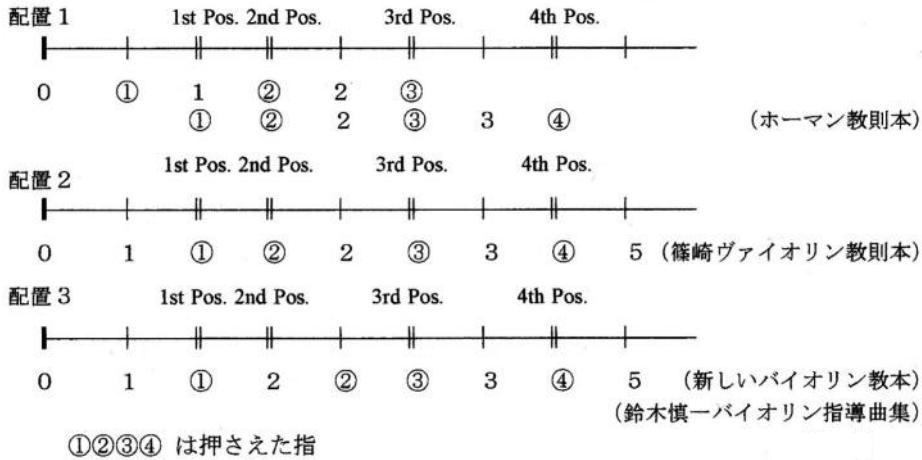 配置1
1st Pos. 2nd Pos. 3rd Pos. 4th Pos.
0 ① 1 ② 2 ③
① ② 2 ③ 3 ④ (ホーマン教則本)
配置2
1st Pos. 2nd Pos. 3rd Pos. 4th Pos.
0 1 ① ② 2 ③ 3 ④ 5 (篠崎ヴァイオリン教則本)
配置3
1st Pos. 2nd Pos. 3rd Pos. 4th Pos.
0 1 ① 2 ② ③ 3 ④ 5 (新しいバイオリン教本)
(鈴木慎一バイオリン指導曲集)
①②③④ は押さえた指